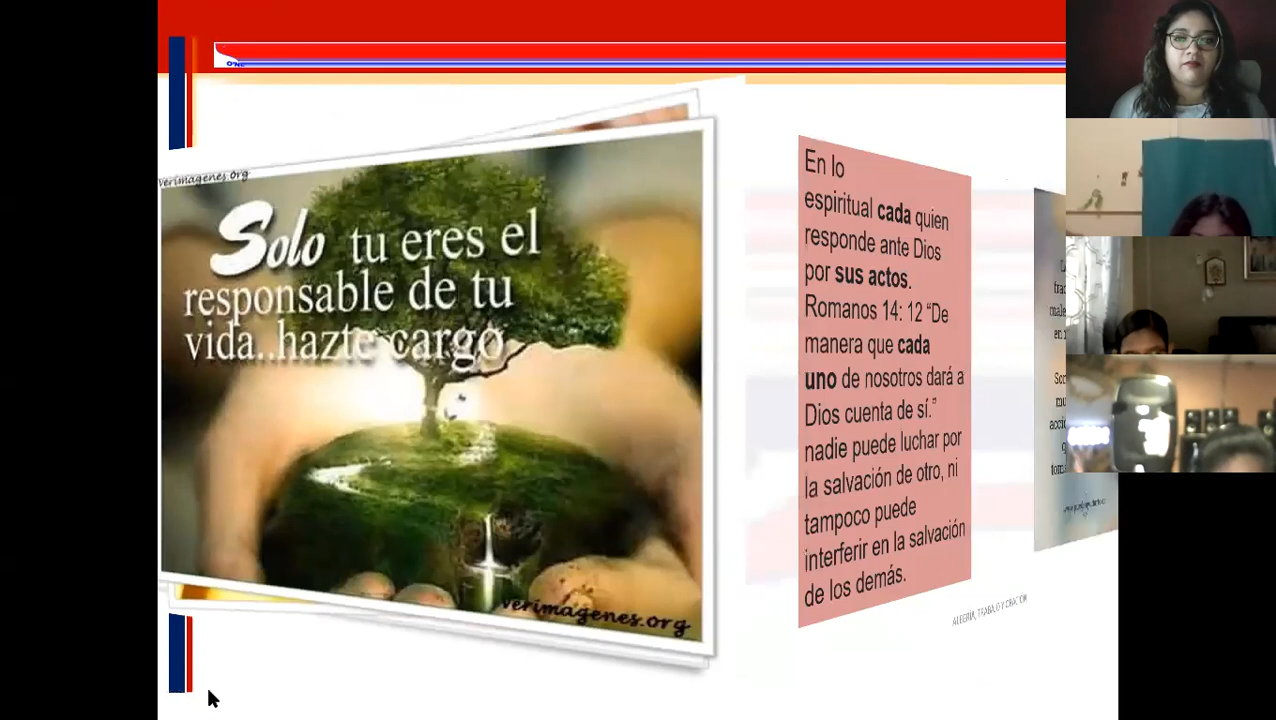 verimagenes.org
Solo tu eres el
responsable de tu
vida..hazte cargo
verimagenes.org
En lo
espiritual cada quien
responde ante Dios
por sus actos.
Romanos 14: 12 “De
manera que cada
uno de nosotros dará a
Dios cuenta de sí.”
nadie puede luchar por
la salvación de otro, ni
tampoco puede
interferir en la salvación
de los demás.
ALEGRÍA, TRABAJO Y ORACIÓN